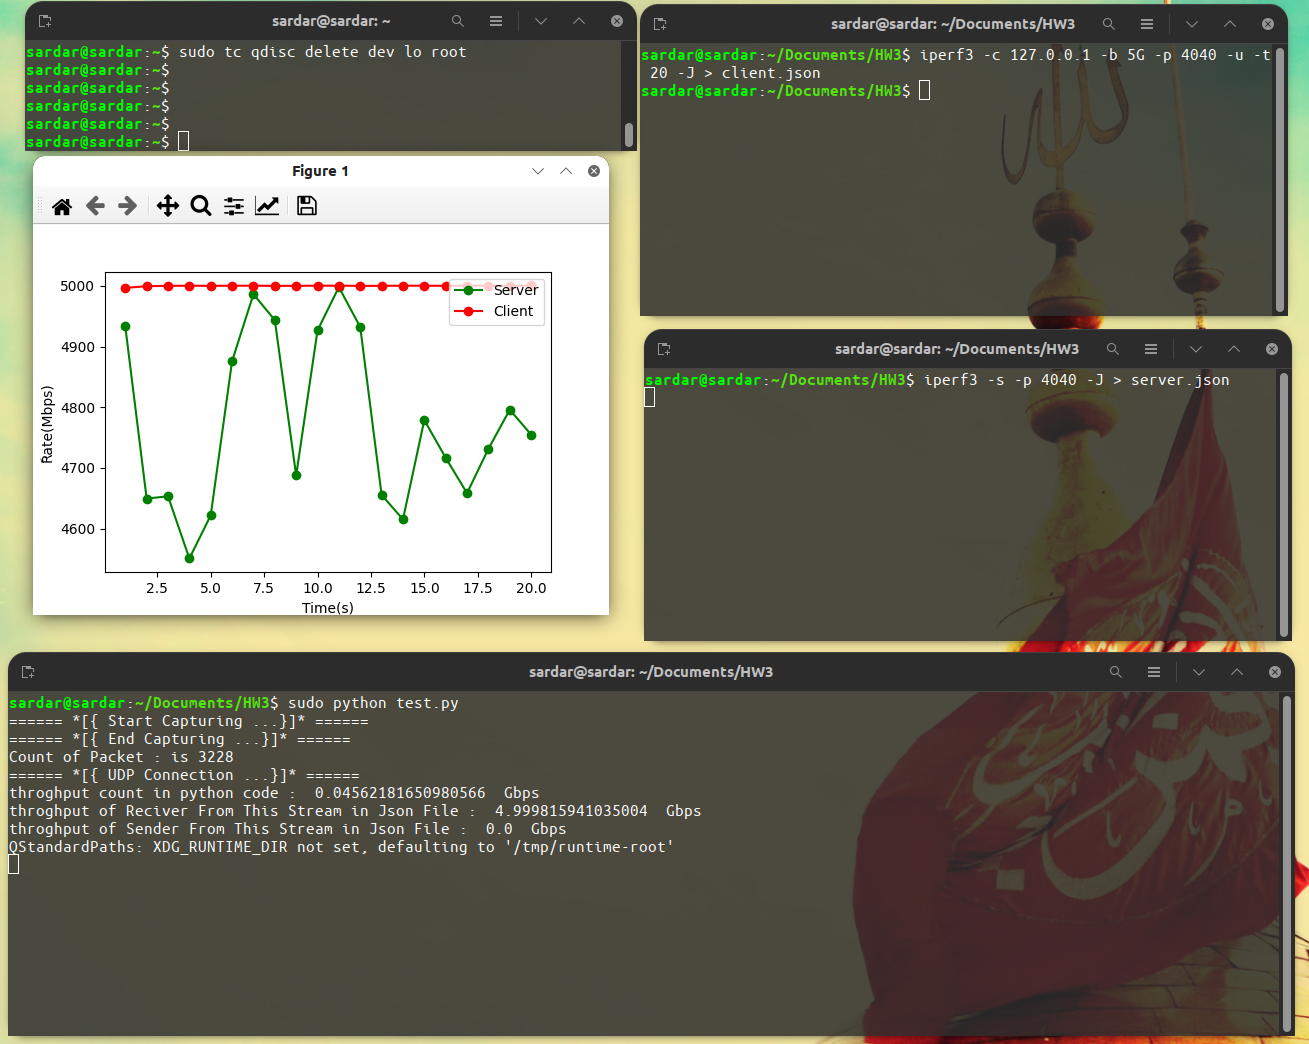 sardar@sardar: ~
sardar@sardar:~$ sudo tc qdisc delete dev lo root
sardar@sardar:~$
sardar@sardar:~$
sardar@sardar:~$
sardar@sardar:~$
sardar@sardar:~$
sardar@sardar: ~/Documents/HW3
sardar@sardar:~/Documents/HW3$ iperf3 -c 127.0.0.1 -b 5G -p 4040 -u -t
20 -J > client.json
sardar@sardar:~/Documents/HW3$
Figure 1
5000
4900
4800
4700
4600
Rate(Mbps)
Server
Client
2.5 5.0 7.5 10.0 12.5 15.0 17.5 20.0
Time(s)
sardar@sardar: ~/Documents/HW3
sardar@sardar:~/Documents/HW3$ iperf3 -s -p 4040 -J > server.json
sardar@sardar: ~/Documents/HW3
sardar@sardar:~/Documents/HW3$ sudo python test.py
====== *[{ Start Capturing ...}]* ======
====== *[{ End Capturing ...}]* ======
Count of Packet : is 3228
====== *[{ UDP Connection ...}]* ======
throghput count in python code :  0.04562181650980566  Gbps
throghput of Reciver From This Stream in Json File :  4.999815941035004  Gbps
throghput of Sender From This Stream in Json File :  0.0  Gbps
QStandardPaths: XDG_RUNTIME_DIR not set, defaulting to '/tmp/runtime-root'